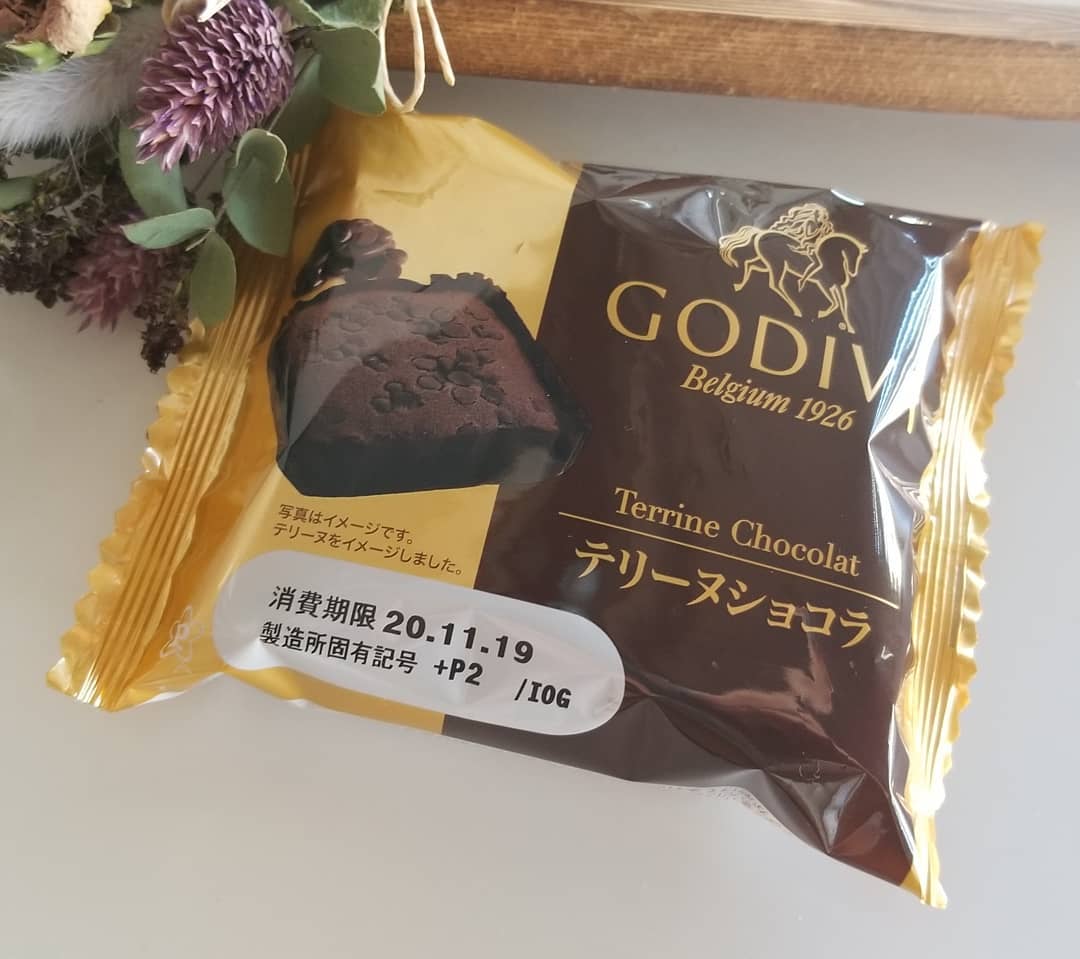 GODIVA
Belgium 1926
Terrine Chocolat
テリーヌショコラ
写真はイメージです。
テリーヌをイメージしました。
消費期限 20.11.19
製造所固有記号 +P2 /IOG